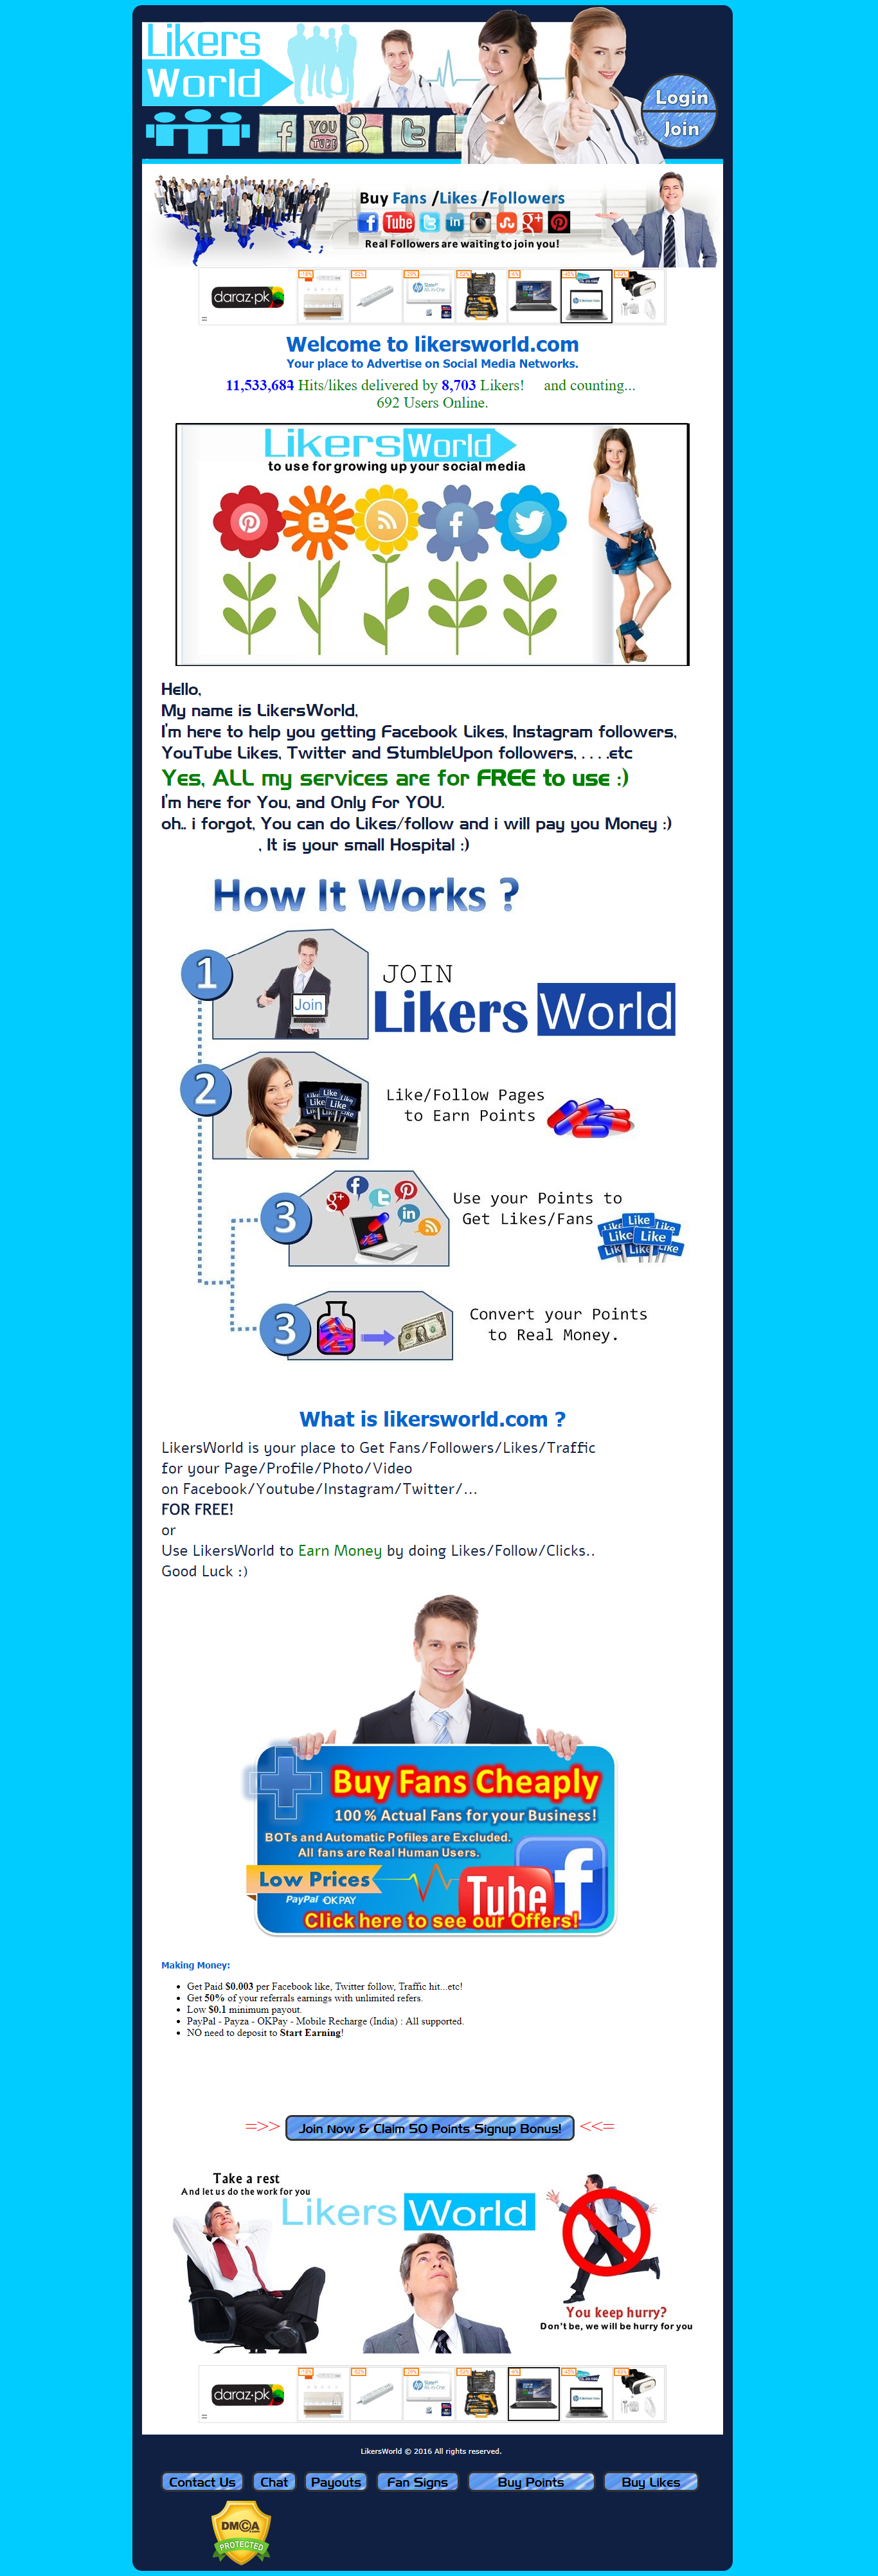 Likers
World
Login
Join
YOU
TUBE
Buy Fans /Likes /Followers
Tube
in
g+
Real Followers are waiting to join you!
daraz.pk
Welcome to likersworld.com
Your place to Advertise on Social Media Networks.
Hits/likes delivered by 8,703 Likers! and counting...
692 Users Online.
Likers World
to use for growing up your social media
Hello,
My name is LikersWorld,
I'm here to help you getting Facebook Likes, Instagram followers,
YouTube Likes, Twitter and StumbleUpon followers, . . . .etc
Yes, ALL my services are for FREE to use :)
I'm here for You, and Only For YOU.
oh.. i forgot, You can do Likes/follow and i will pay you Money :)
, It is your small Hospital :)
How It Works ?
1
Join
JOIN
Likers World
2
Like
Like/Follow Pages
to Earn Points
3
g+
in
Use your Points to
Get Likes/Fans
Like
Like
Like
Like
3
Convert your Points
to Real Money.
What is likersworld.com ?
LikersWorld is your place to Get Fans/Followers/Likes/Traffic
for your Page/Profile/Photo/Video
on Facebook/Youtube/Instagram/Twitter/...
FOR FREE!
or
Use LikersWorld to Earn Money by doing Likes/Follow/Clicks..
Good Luck :)
Buy Fans Cheaply
100 % Actual Fans for your Business!
BOTs and Automatic Pofiles are Excluded.
All fans are Real Human Users.
Low Prices
PayPal OKPAY
Tuhe
f
Click here to see our Offers!
Making Money:
Get Paid $0.003 per Facebook like, Twitter follow, Traffic hit...etc!
Get 50% of your referrals earnings with unlimited refers.
Low $0.1 minimum payout.
PayPal - Payza - OKPay - Mobile Recharge (India) : All supported.
NO need to deposit to Start Earning!
=>> Join Now & Claim 50 Points Signup Bonus! <<=
Take a rest
And let us do the work for you
Likers World
You keep hurry?
Don't be, we will be hurry for you
daraz.pk
LikersWorld © 2016 All rights reserved.
Contact Us
Chat
Payouts
Fan Signs
Buy Points
Buy Likes
DMCA
PROTECTED